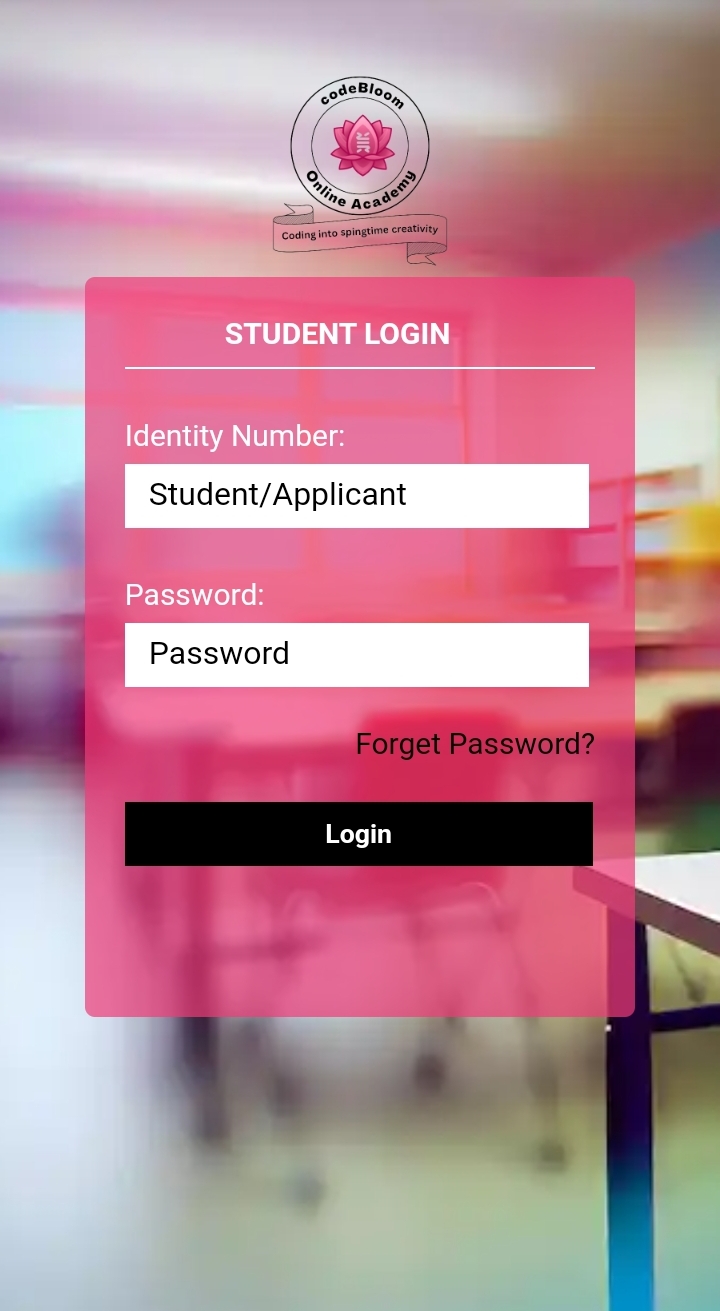 codeBloom
Online Academy
Coding into spingtime creativity
STUDENT LOGIN
Identity Number:
Student/Applicant
Password:
Password
Forget Password?
Login